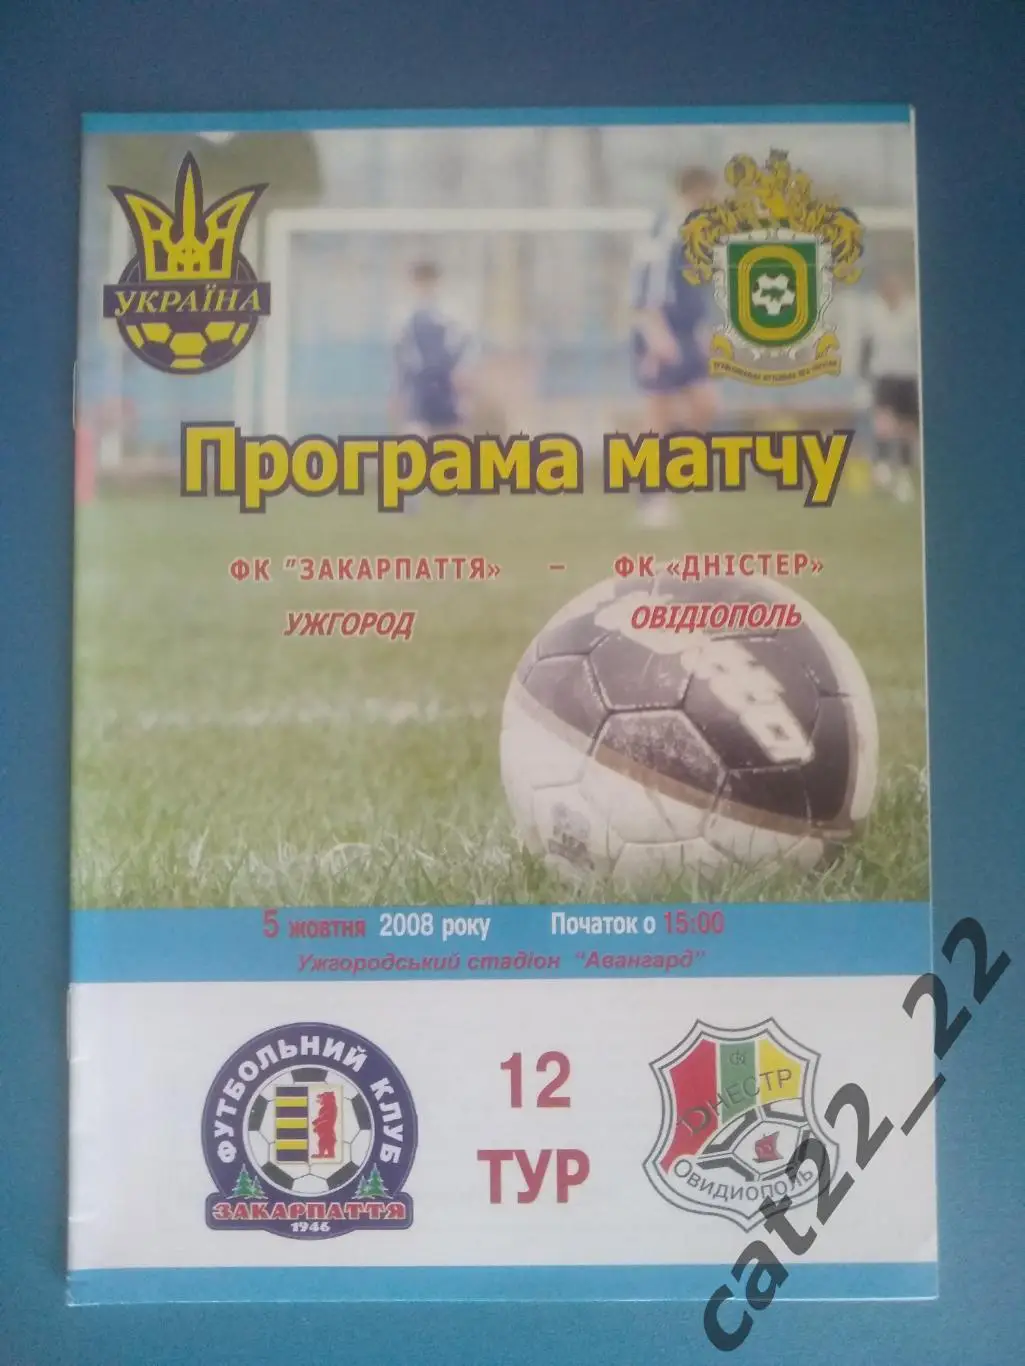 УКРАЇНА
Програма матчу
ФК "ЗАКАРПАТТЯ» – ФК «ДНІСТЕР»
УЖГОРОД ОВІДІОПОЛЬ
5 жовтня 2008 року Початок о 15:00
Ужгородський стадіон "Авангард"
ФУТБОЛЬНИЙ КЛУБ
ЗАКАРПАТТЯ
1946
12
ТУР
ДНЕСТР
ОВИДИОПОЛЬ
cat22_22